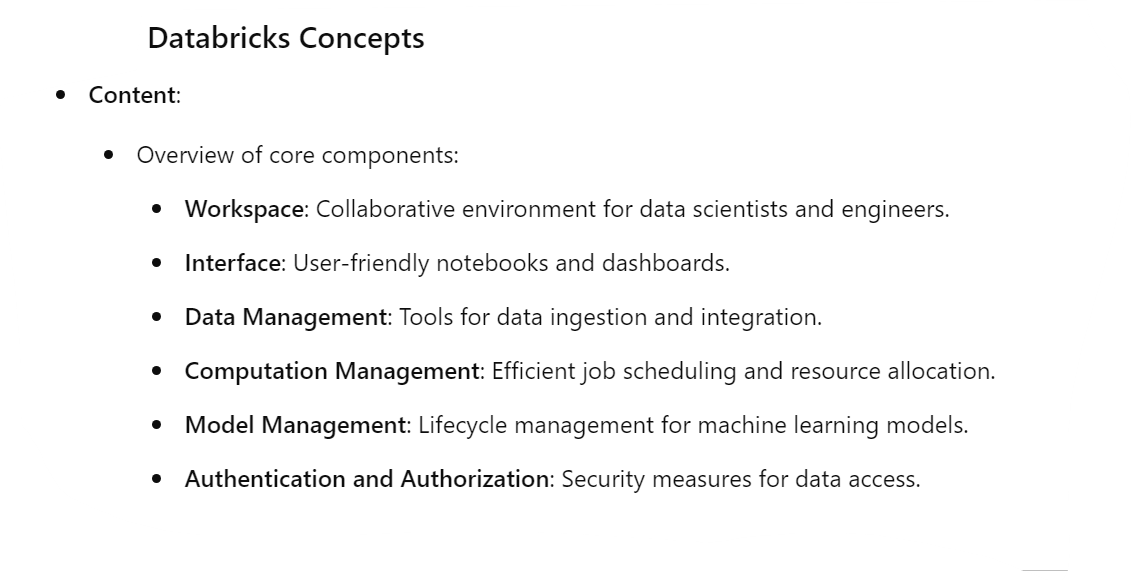 Databricks Concepts
Content:
Overview of core components:
Workspace: Collaborative environment for data scientists and engineers.
Interface: User-friendly notebooks and dashboards.
Data Management: Tools for data ingestion and integration.
Computation Management: Efficient job scheduling and resource allocation.
Model Management: Lifecycle management for machine learning models.
Authentication and Authorization: Security measures for data access.